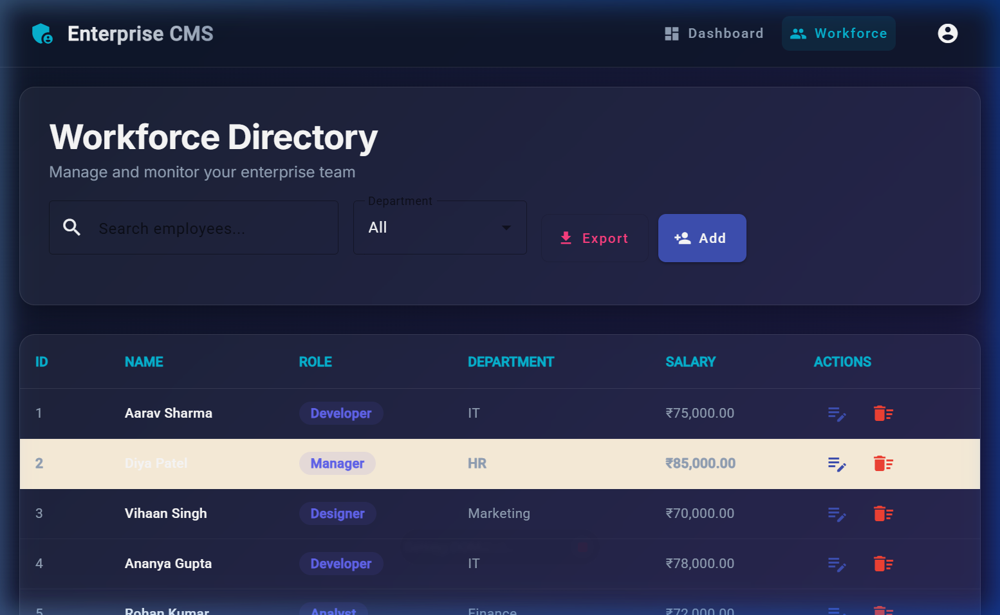 Enterprise CMS
Dashboard
Workforce
Workforce Directory
Manage and monitor your enterprise team
Search employees...
Department
All
Export
Add
ID NAME ROLE DEPARTMENT SALARY ACTIONS
1 Aarav Sharma Developer IT ₹75,000.00
2 Diya Patel Manager HR ₹85,000.00
3 Vihaan Singh Designer Marketing ₹70,000.00
4 Ananya Gupta Developer IT ₹78,000.00
5 Rohan Kumar Analyst Finance ₹72,000.00